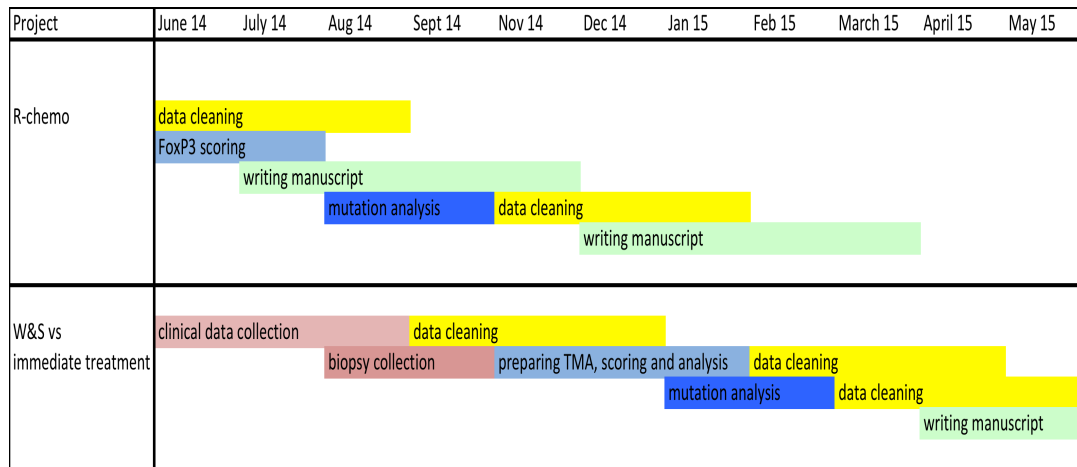 Project June 14 July 14 Aug 14 Sept 14 Nov 14 Dec 14 Jan 15 Feb 15 March 15 April 15 May 15
R-chemo data cleaning
FoxP3 scoring
writing manuscript
mutation analysis data cleaning
writing manuscript
W&S vs clinical data collection data cleaning
immediate treatment biopsy collection preparing TMA, scoring and analysis data cleaning
mutation analysis data cleaning
writing manuscript